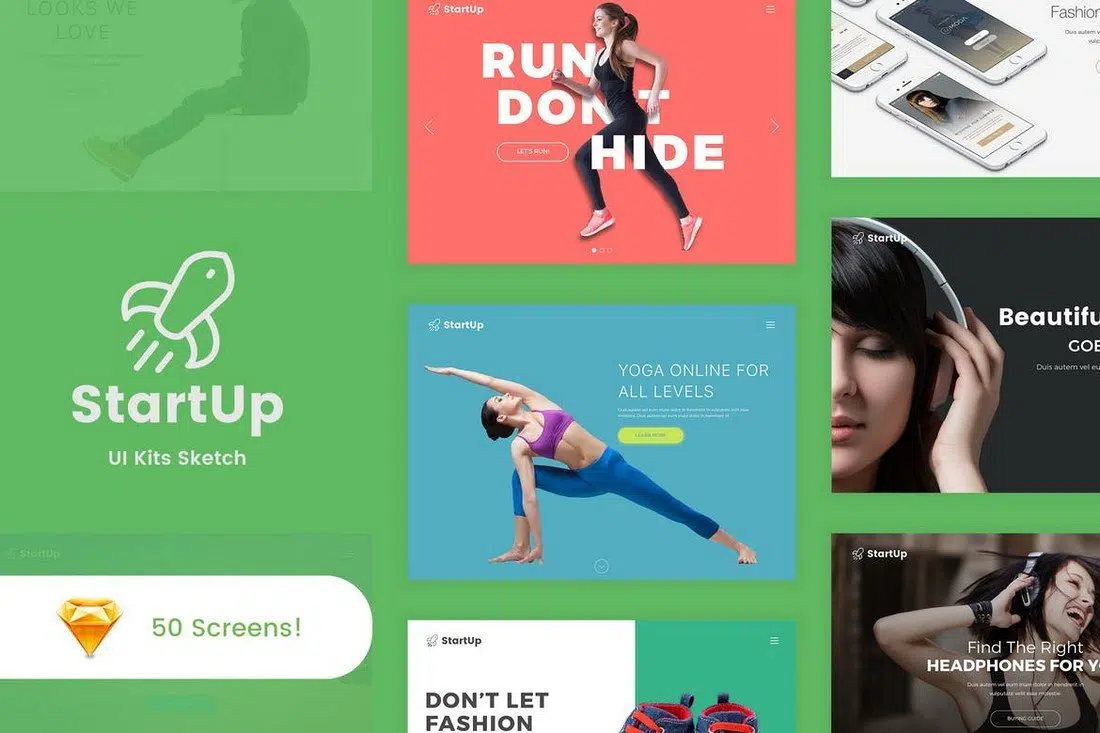 LOOKS WE
LOVE
StartUp
UI Kits Sketch
StartUp
50 Screens!
StartUp
RUN
DON'T
HIDE
LET'S RUN!
StartUp
YOGA ONLINE FOR
ALL LEVELS
LEARN MORE
StartUp
DON'T LET
FASHION
Fashion
Duis autem v
StartUp
Beautifu
GOE
Duis autem vel eu
StartUp
Find The Right
HEADPHONES FOR YO
Duis autem vel eum iriure dolor in hendrerit in
vulputate velit esse molestie
BUYING GUIDE